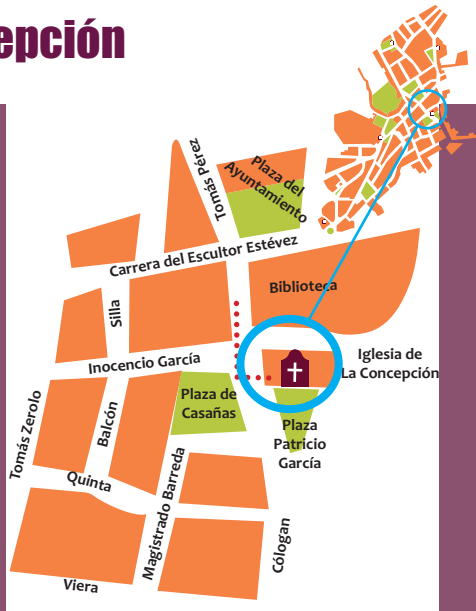 epción
Tomás Pérez
Plaza del
Ayuntamiento
Carrera del Escultor Estévez
Biblioteca
Silla
Inocencio García
Iglesia de
La Concepción
Plaza de
Casañas
Plaza
Patricio
García
Tomás Zerolo
Balcón
Quinta
Magistrado Barreda
Cólogan
Viera